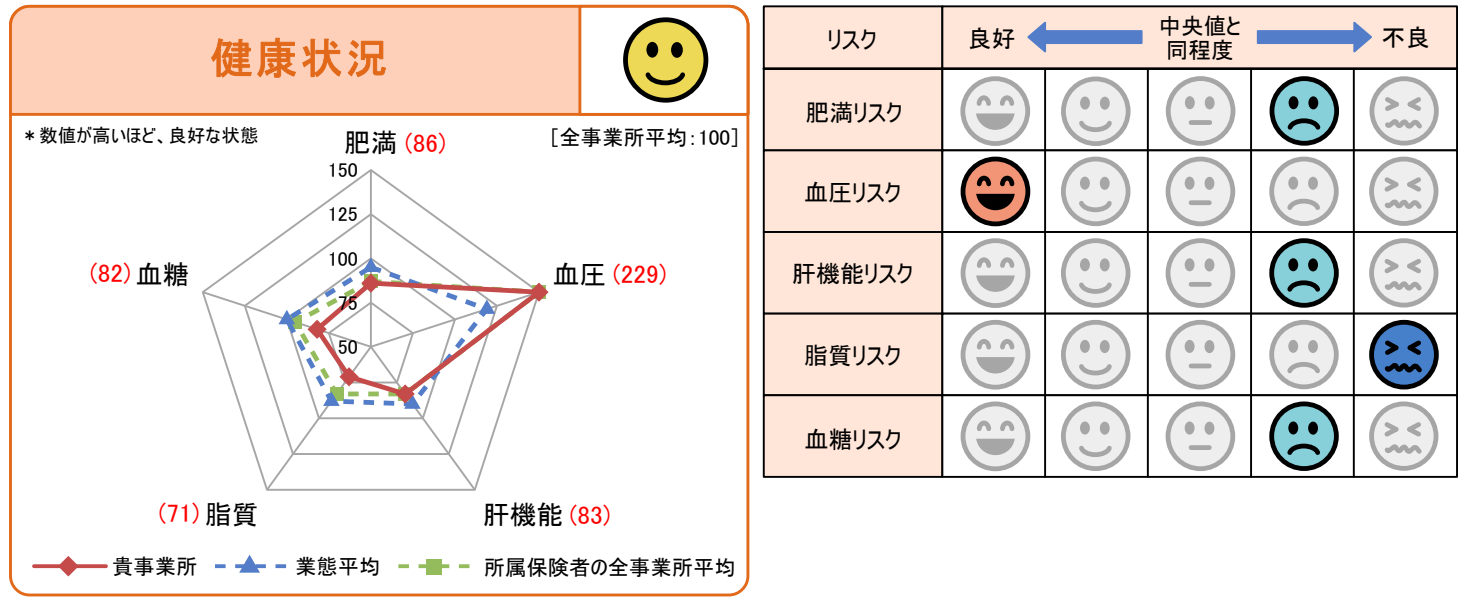 健康状況
＊数値が高いほど、良好な状態
［全事業所平均：100］
肥満(86)
150
125
100
75
50
(82)血糖
血圧(229)
(71)脂質
肝機能(83)
貴事業所
業態平均
所属保険者の全事業所平均
リスク
良好
中央値と
同程度
不良
肥満リスク
血圧リスク
肝機能リスク
脂質リスク
血糖リスク